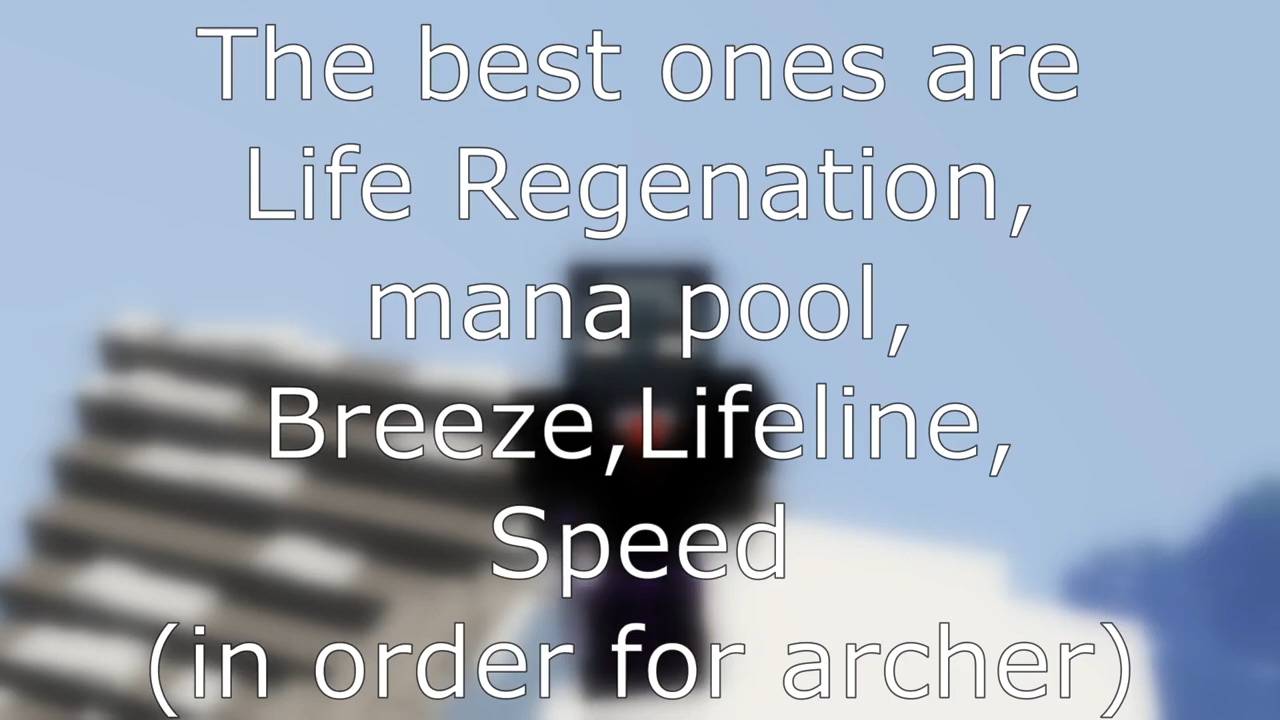 The best ones are
Life Regenation,
mana pool,
Breeze,Lifeline,
Speed
(in order for archer)